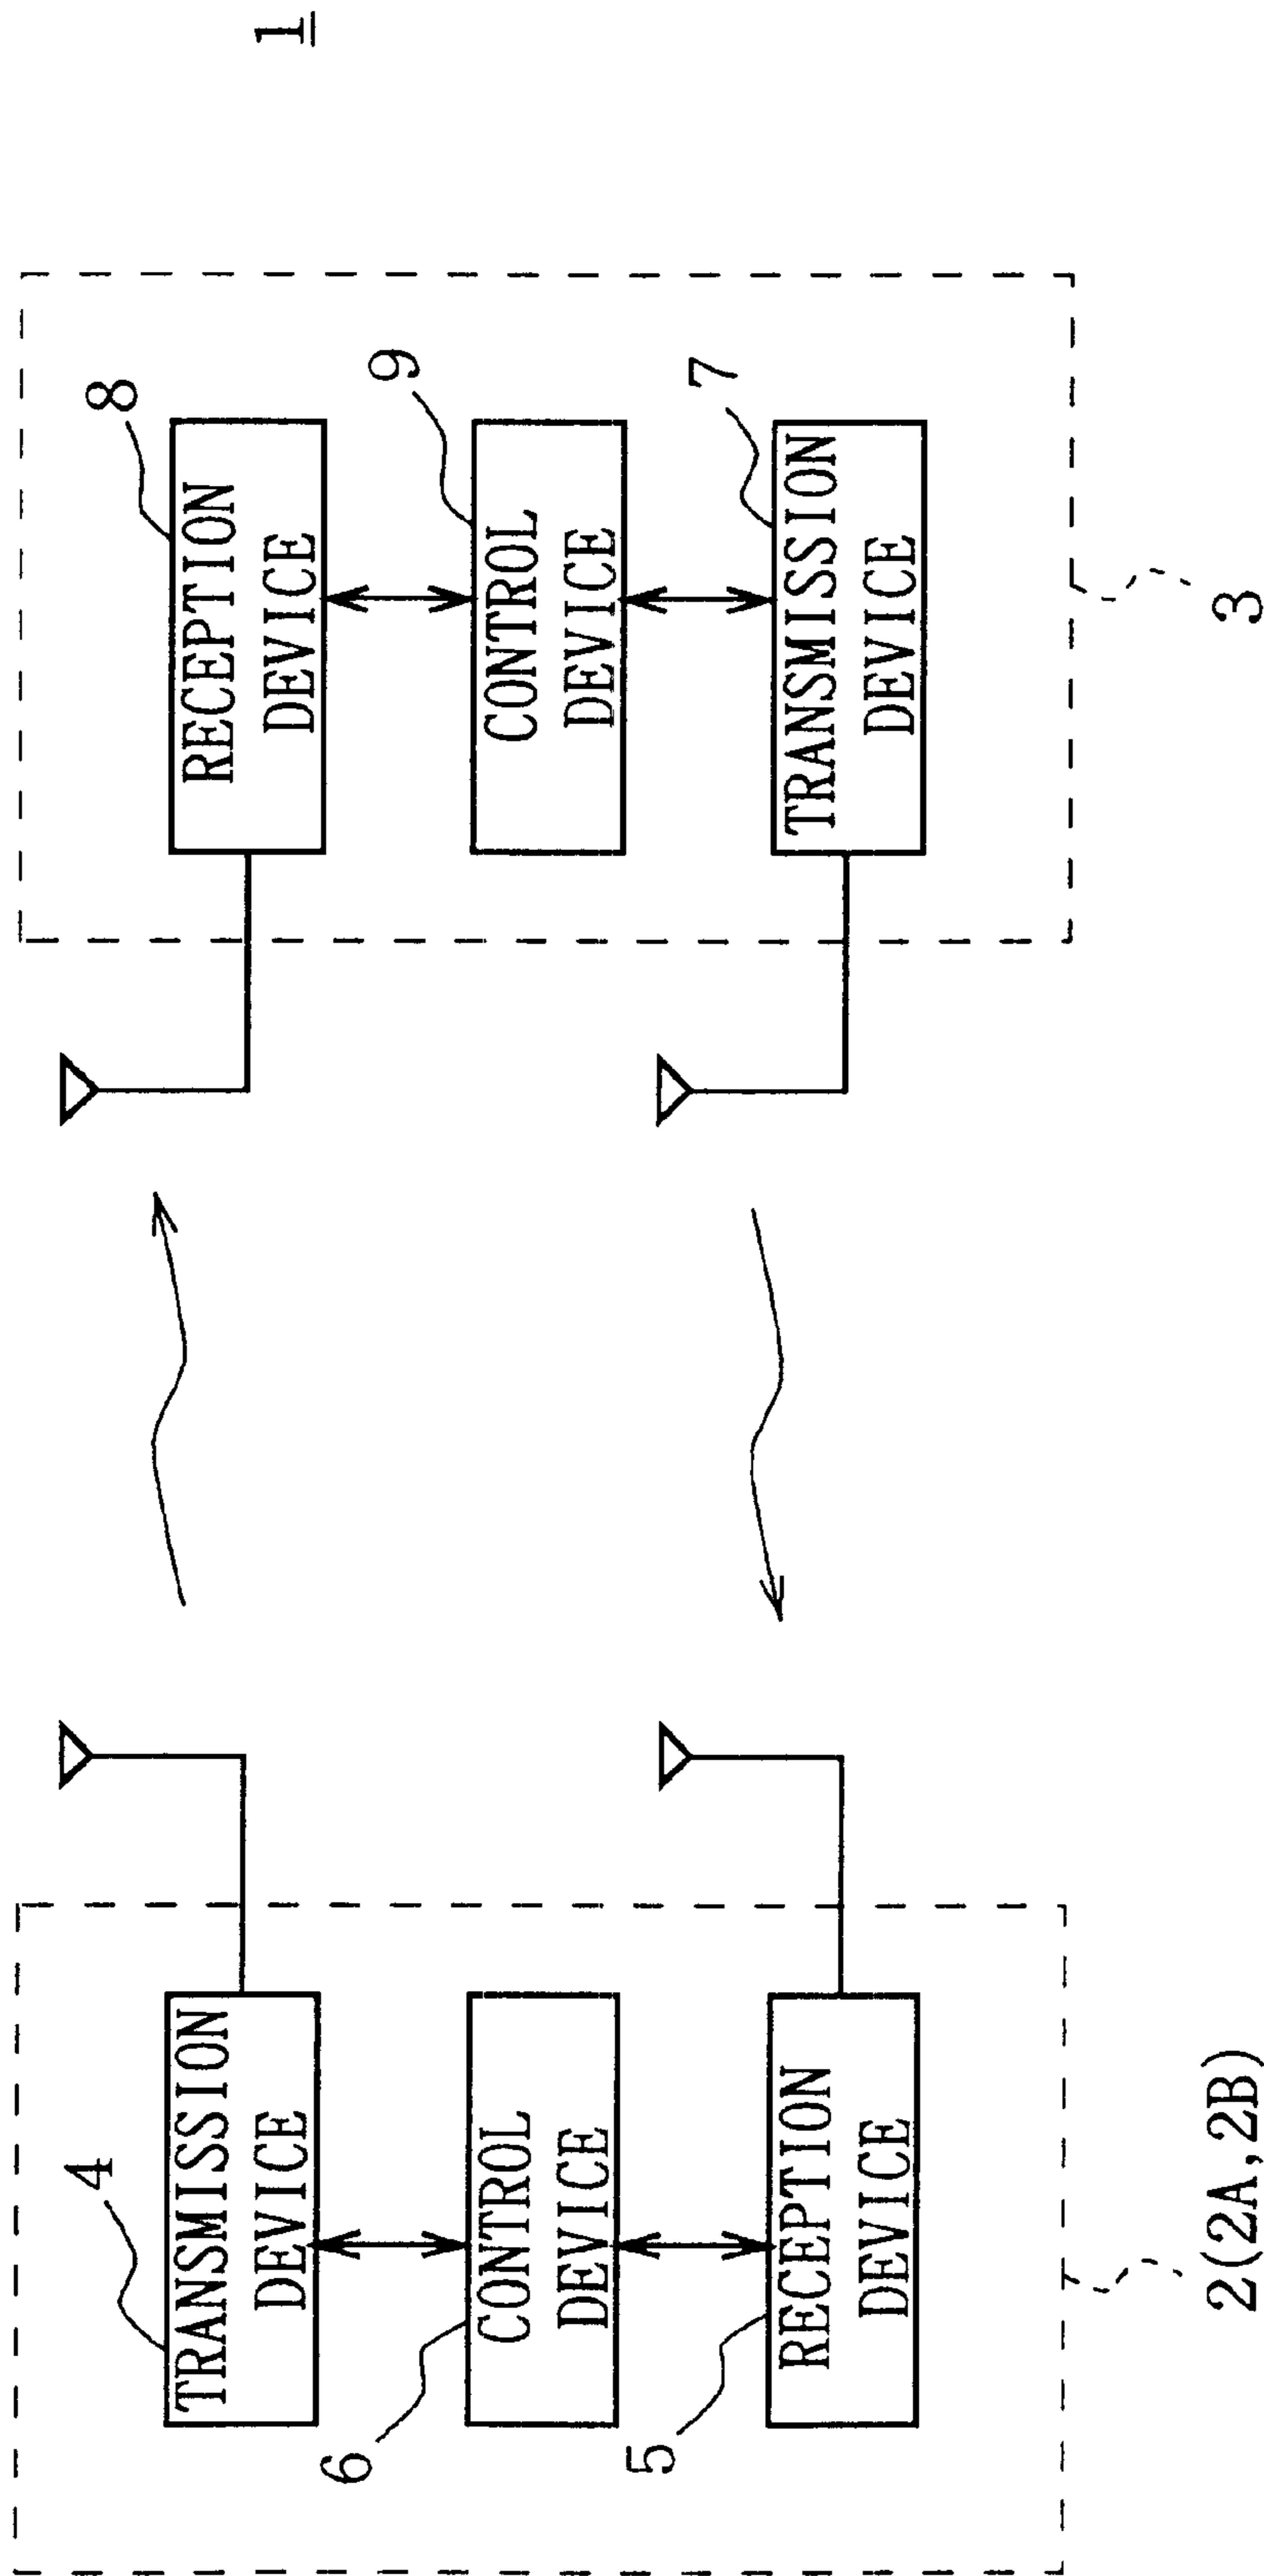 1
4
TRANSMISSION
DEVICE
6
CONTROL
DEVICE
5
RECEPTION
DEVICE
2(2A,2B)
8
RECEPTION
DEVICE
9
CONTROL
DEVICE
7
TRANSMISSION
DEVICE
3